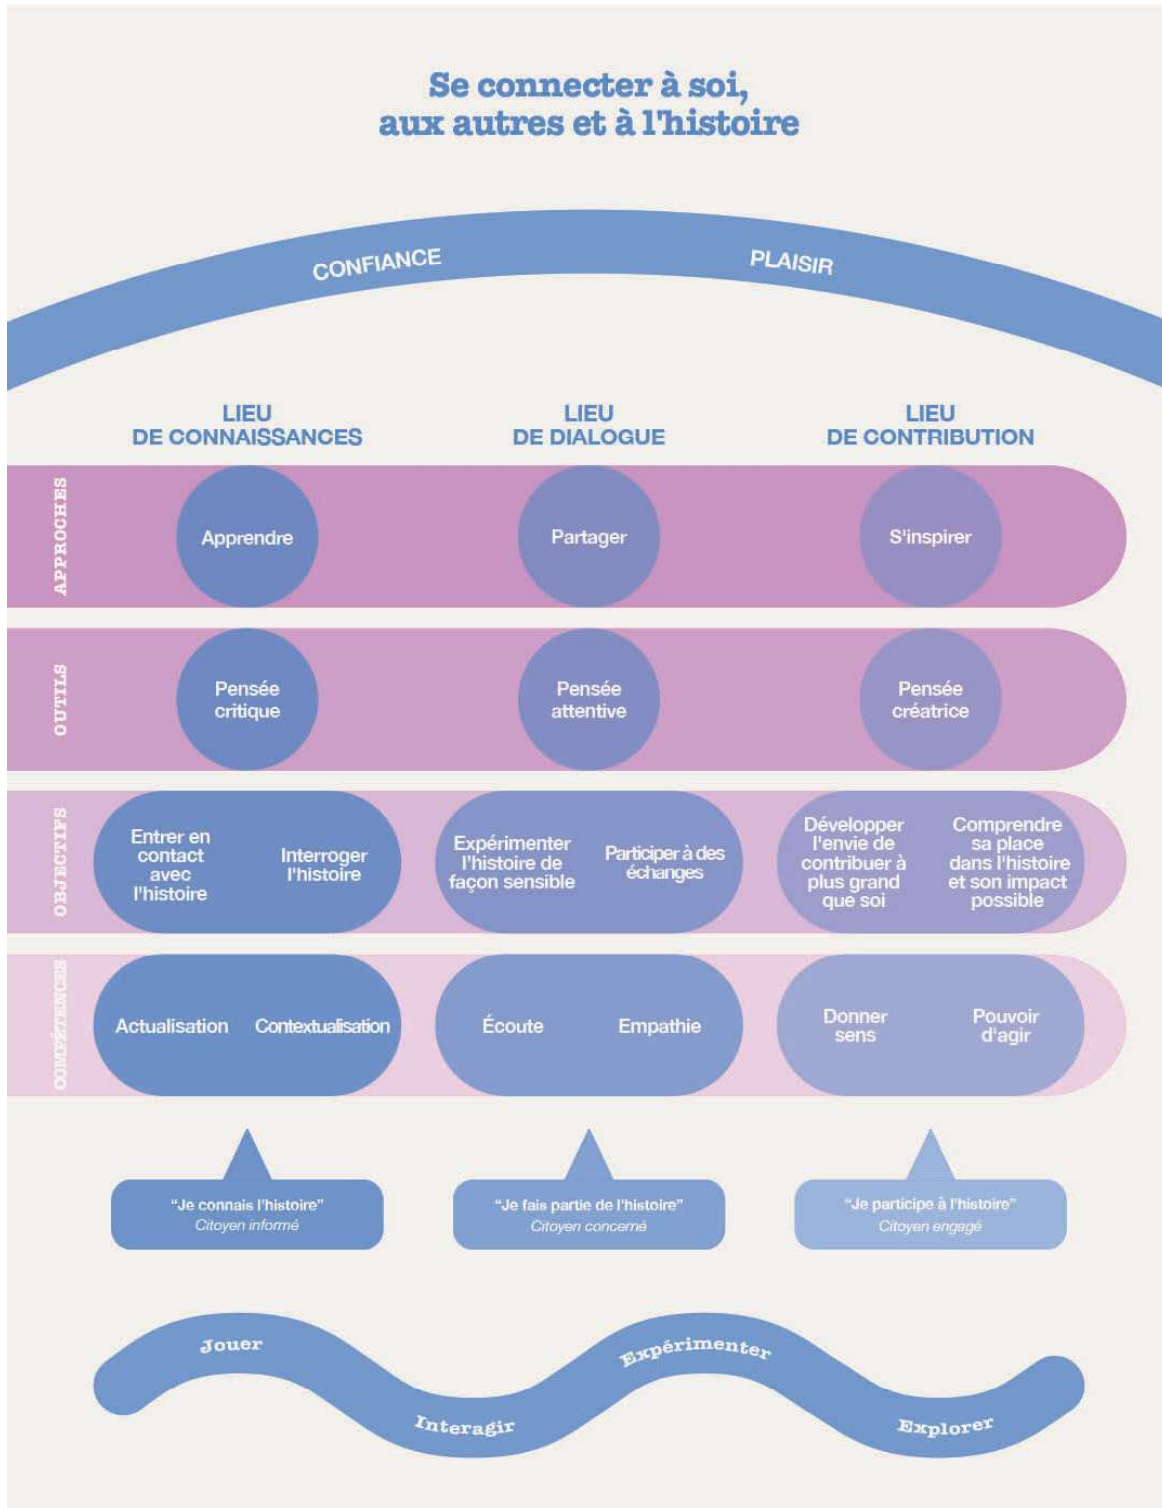 Se connecter à soi,
aux autres et à l'histoire
CONFIANCE
PLAISIR
LIEU
DE CONNAISSANCES
LIEU
DE DIALOGUE
LIEU
DE CONTRIBUTION
APPROCHES
Apprendre
Partager
S'inspirer
OUTILS
Pensée
critique
Pensée
attentive
Pensée
créatrice
OBJECTIFS
Entrer en
contact
avec
l'histoire
Interroger
l'histoire
Expérimenter
l'histoire de
façon sensible
Participer à des
échanges
Développer
l'envie de
contribuer à
plus grand
que soi
Comprendre
sa place
dans l'histoire
et son impact
possible
COMPÉTENCES
Actualisation
Contextualisation
Écoute
Empathie
Donner
sens
Pouvoir
d'agir
“Je connais l'histoire”
Citoyen informé
“Je fais partie de l'histoire”
Citoyen concerné
“Je participe à l'histoire”
Citoyen engagé
Jouer
Interagir
Expérimenter
Explorer